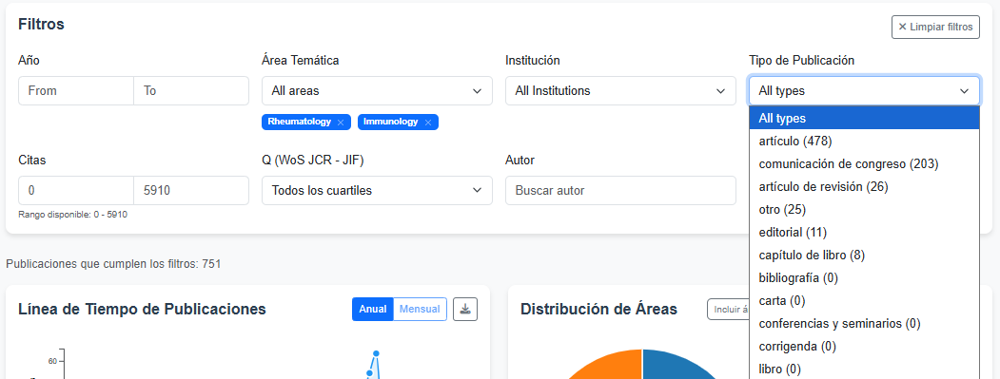 Filtros
× Limpiar filtros
Año
Área Temática
Institución
Tipo de Publicación
From
To
All areas
All Institutions
All types
Rheumatology ×
Immunology ×
All types
artículo (478)
comunicación de congreso (203)
artículo de revisión (26)
otro (25)
editorial (11)
capítulo de libro (8)
bibliografía (0)
carta (0)
conferencias y seminarios (0)
corrigenda (0)
libro (0)
Citas
Q (WoS JCR - JIF)
Autor
0
5910
Todos los cuartiles
Buscar autor
Rango disponible: 0 - 5910
Publicaciones que cumplen los filtros: 751
Línea de Tiempo de Publicaciones
Anual
Mensual
Distribución de Áreas
Incluir
60